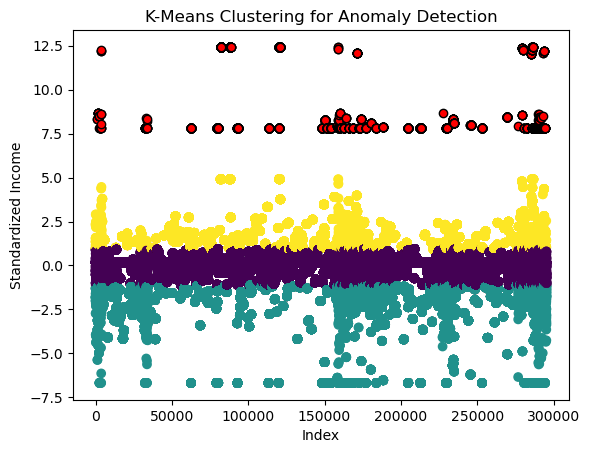 K-Means Clustering for Anomaly Detection
12.5
10.0
7.5
5.0
2.5
0.0
−2.5
−5.0
−7.5
Standardized Income
0 50000 100000 150000 200000 250000 300000
Index